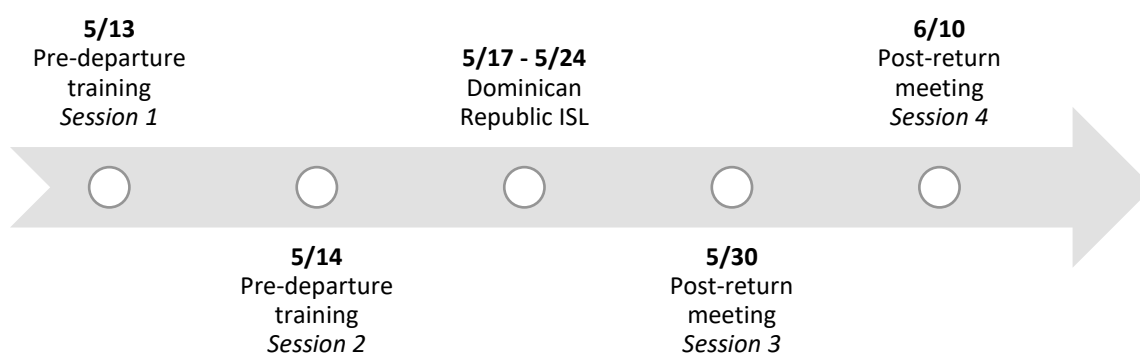 5/13
Pre-departure
training
Session 1
5/14
Pre-departure
training
Session 2
5/17 - 5/24
Dominican
Republic ISL
5/30
Post-return
meeting
Session 3
6/10
Post-return
meeting
Session 4